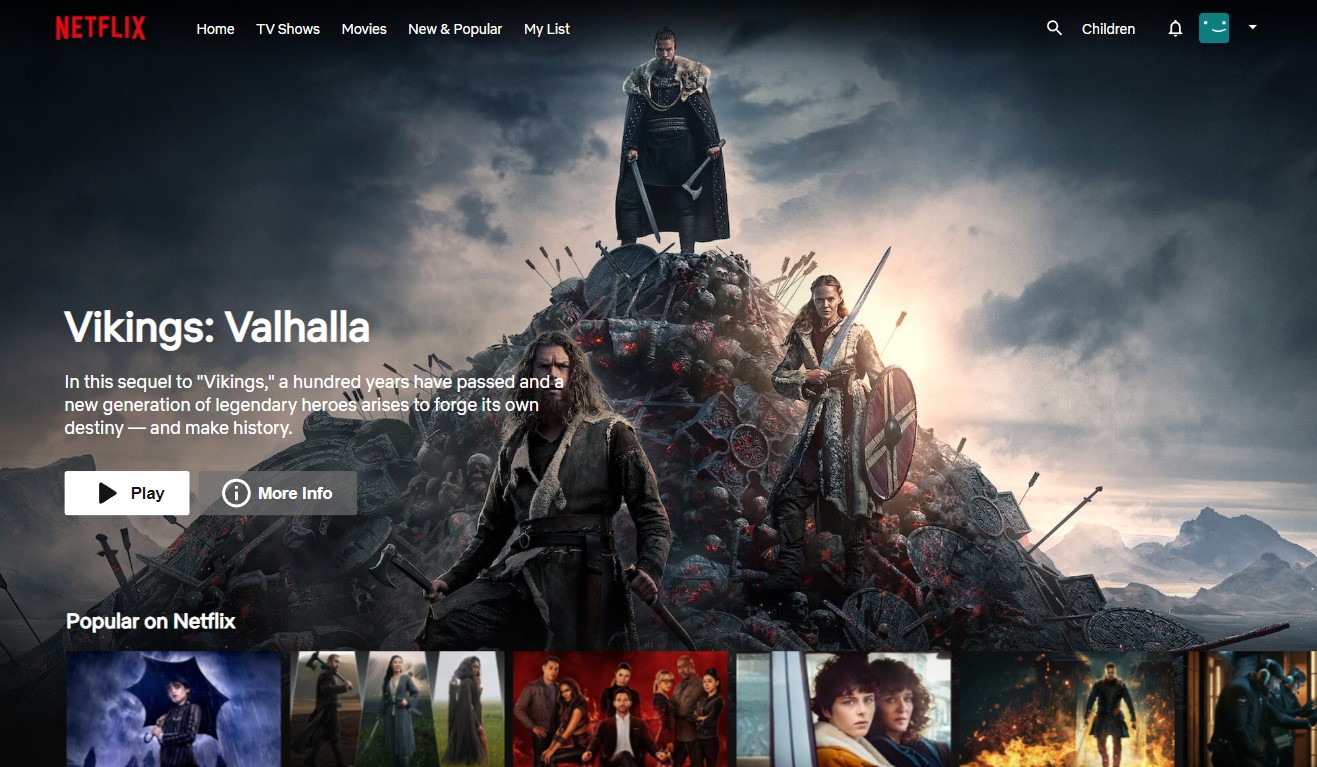 NETFLIX
Home TV Shows Movies New & Popular My List
Children
Vikings: Valhalla
In this sequel to "Vikings," a hundred years have passed and a
new generation of legendary heroes arises to forge its own
destiny — and make history.
Play
More Info
Popular on Netflix